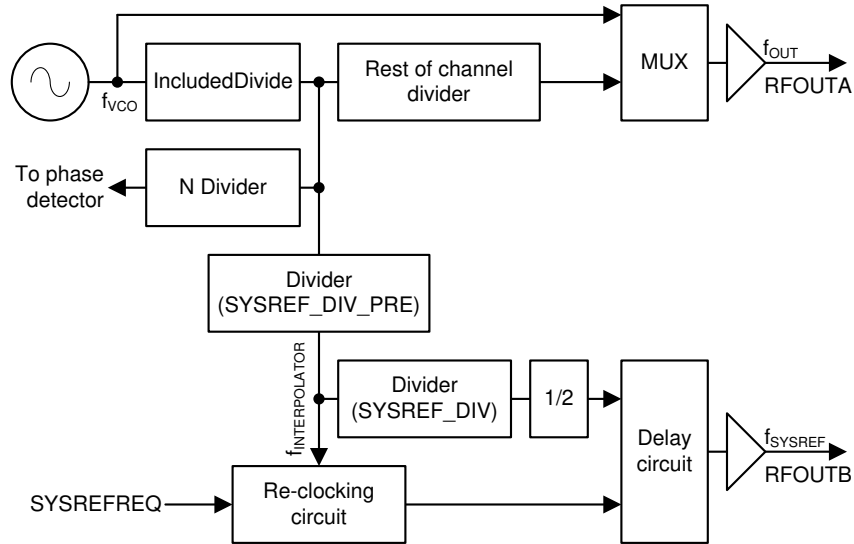 IncludedDivide
Rest of channel
divider
MUX
fOUT
RFOUTA
fVCO
To phase
detector
N Divider
Divider
(SYSREF_DIV_PRE)
fINTERPOLATOR
Divider
(SYSREF_DIV)
1/2
Delay
circuit
fSYSREF
RFOUTB
SYSREFREQ
Re-clocking
circuit